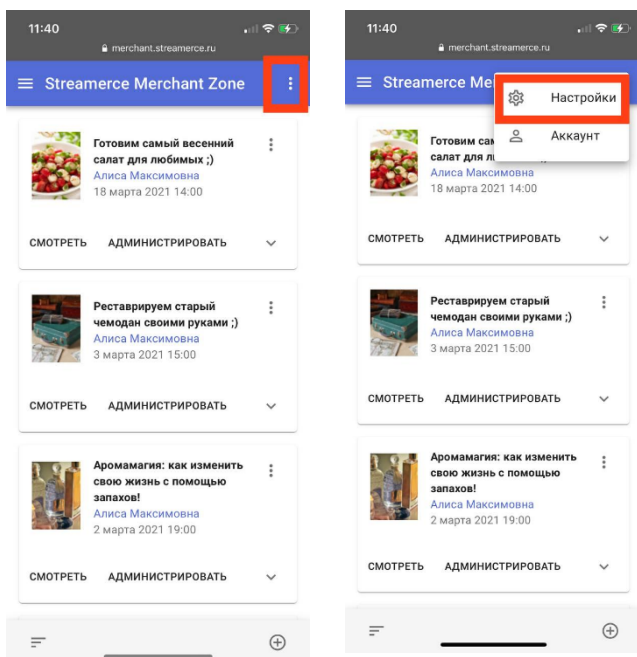 11:40
merchant.streamerce.ru
Streamerce Merchant Zone
Готовим самый весенний
салат для любимых ;)
Алиса Максимовна
18 марта 2021 14:00
СМОТРЕТЬ АДМИНИСТРИРОВАТЬ
Реставрируем старый
чемодан своими руками ;)
Алиса Максимовна
3 марта 2021 15:00
СМОТРЕТЬ АДМИНИСТРИРОВАТЬ
Аромамагия: как изменить
свою жизнь с помощью
запахов!
Алиса Максимовна
2 марта 2021 19:00
СМОТРЕТЬ АДМИНИСТРИРОВАТЬ
11:40
merchant.streamerce.ru
Streamerce Me
Настройки
Аккаунт
Готовим сам
салат для л
Алиса Максимовна
18 марта 2021 14:00
СМОТРЕТЬ АДМИНИСТРИРОВАТЬ
Реставрируем старый
чемодан своими руками ;)
Алиса Максимовна
3 марта 2021 15:00
СМОТРЕТЬ АДМИНИСТРИРОВАТЬ
Аромамагия: как изменить
свою жизнь с помощью
запахов!
Алиса Максимовна
2 марта 2021 19:00
СМОТРЕТЬ АДМИНИСТРИРОВАТЬ